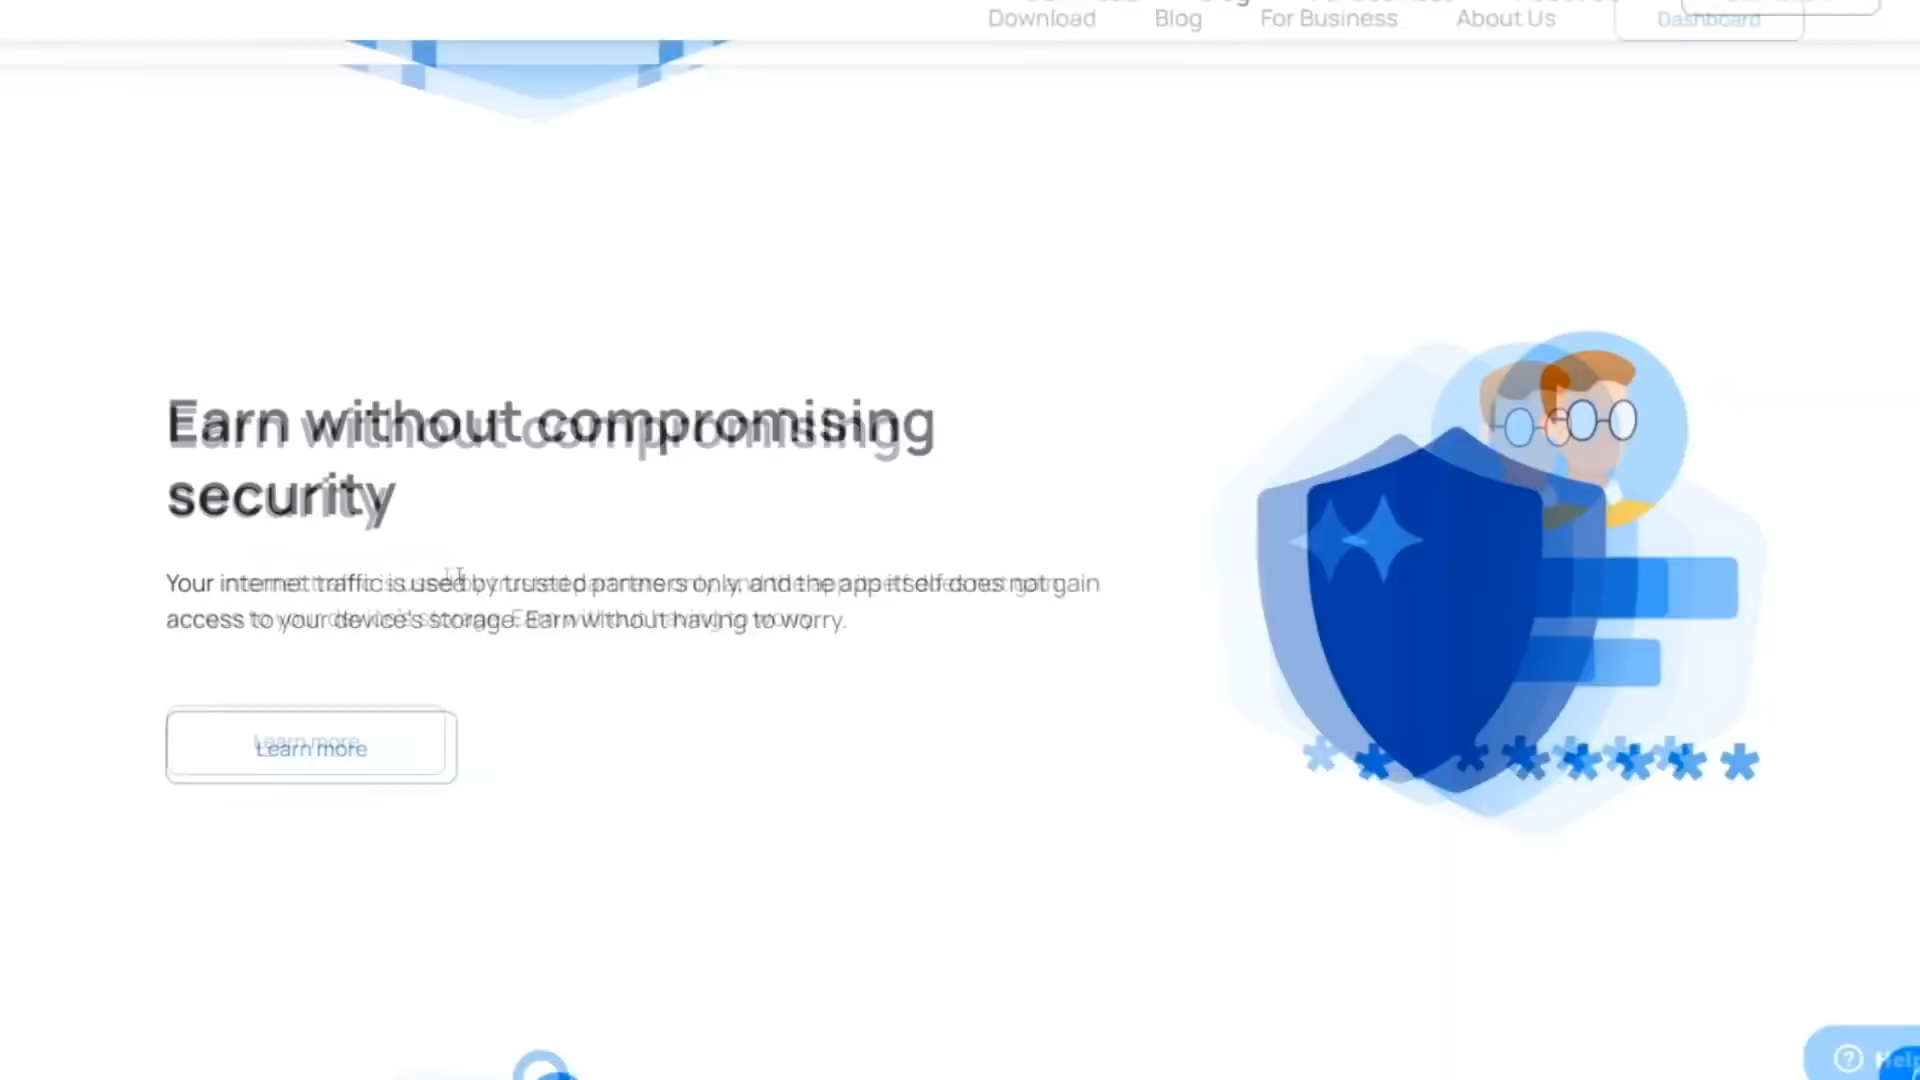 Download Blog For Business About Us Dashboard
Earn without compromising
security
Your internet traffic is used by trusted partners only, and the app itself does not gain
access to your device's storage. Earn without having to worry.
Learn more
Help